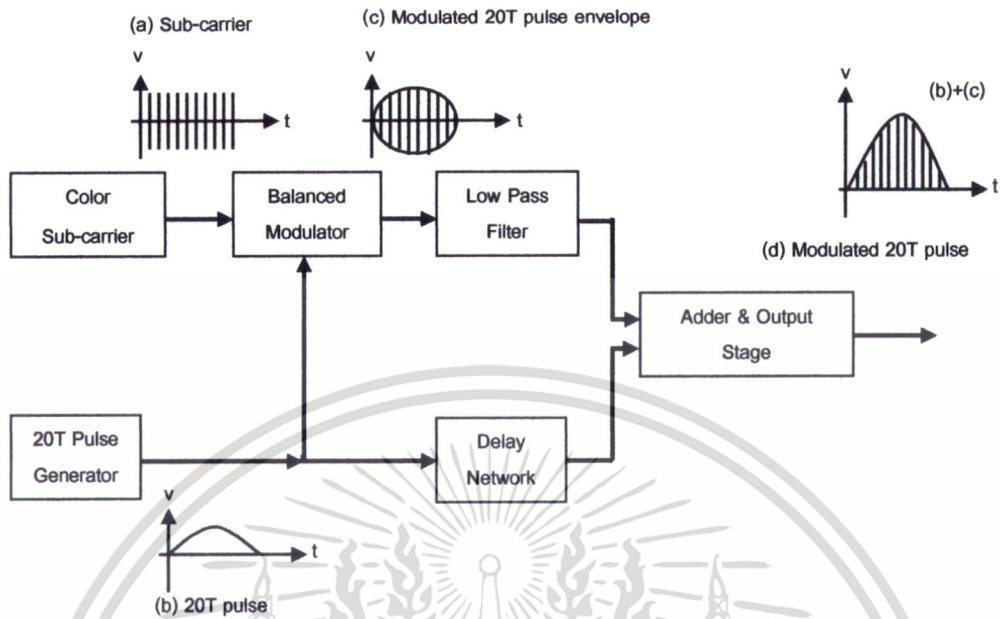 (a) Sub-carrier
(c) Modulated 20T pulse envelope
v
t
v
t
v
(b)+(c)
t
(d) Modulated 20T pulse
Color
Sub-carrier
Balanced
Modulator
Low Pass
Filter
Adder & Output
Stage
20T Pulse
Generator
Delay
Network
v
t
(b) 20T pulse